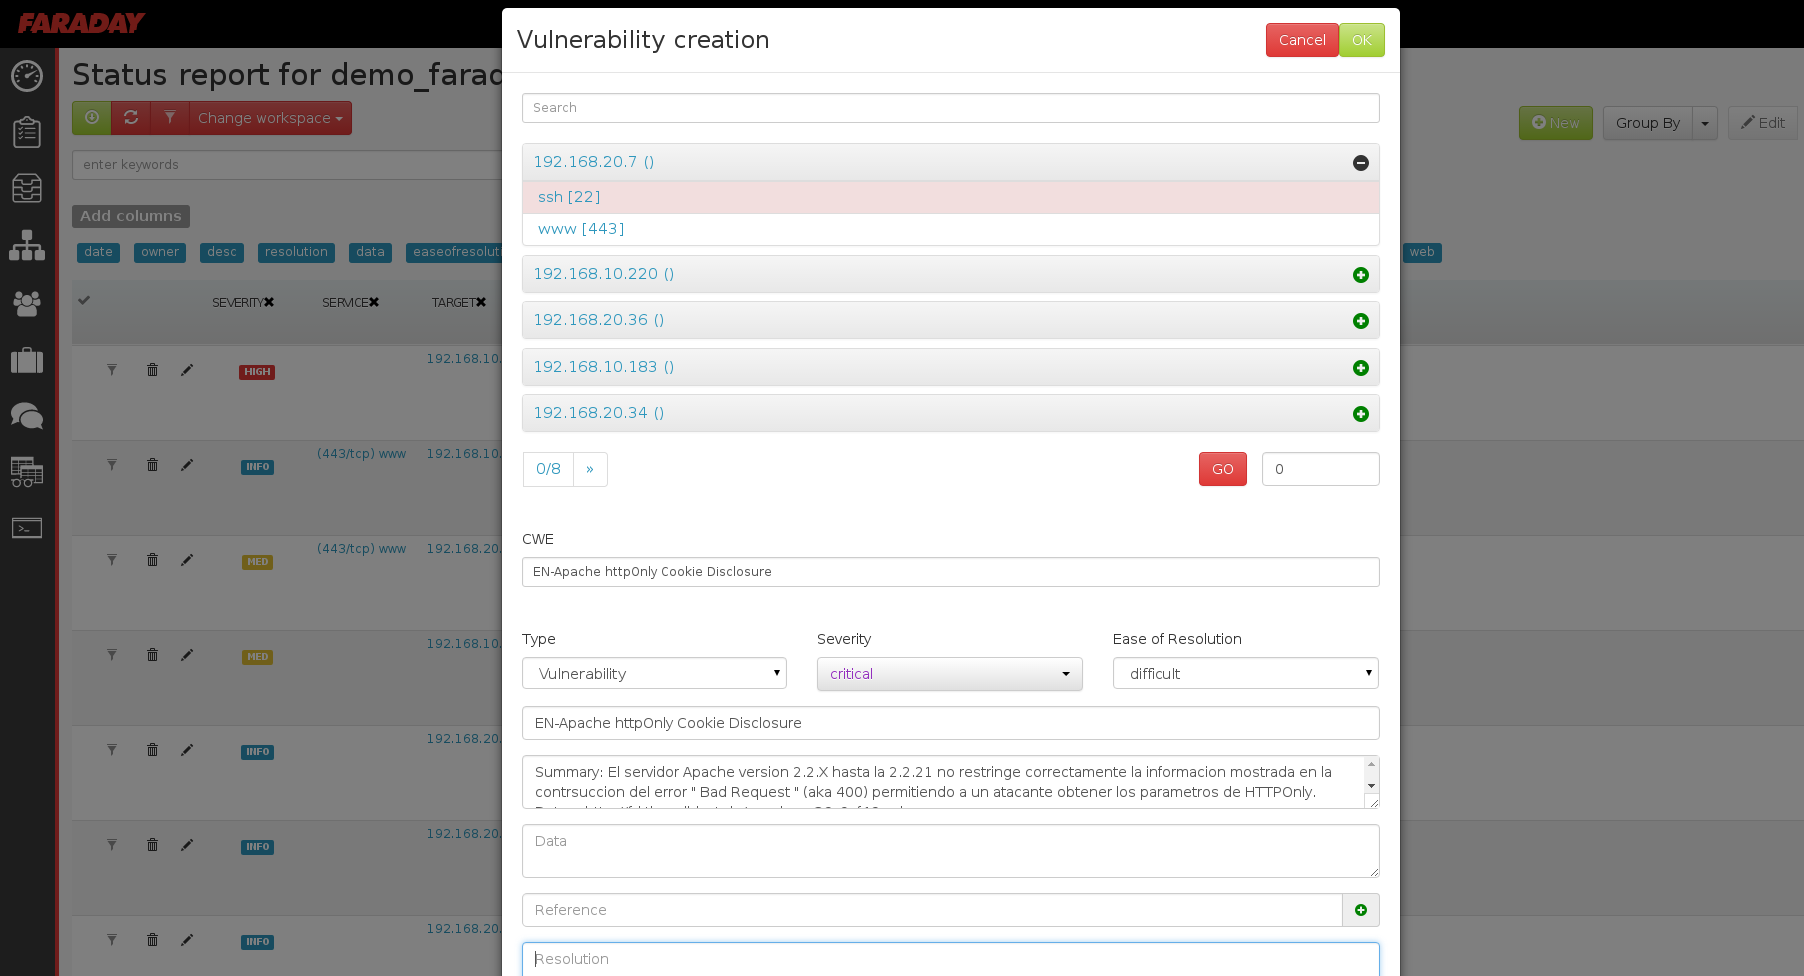 FARADAY
Status report for demo_farad
Change workspace
enter keywords
Add columns
date owner desc resolution data easeofresoluti
SEVERITY SERVICE TARGET
HIGH 192.168.10.
INFO (443/tcp) www 192.168.10.
MED (443/tcp) www 192.168.20.
MED 192.168.10.
INFO 192.168.20.
INFO 192.168.20.
INFO 192.168.20.
Vulnerability creation
Cancel OK
Search
192.168.20.7 ()
ssh [22]
www [443]
192.168.10.220 ()
192.168.20.36 ()
192.168.10.183 ()
192.168.20.34 ()
0/8 »
GO 0
CWE
EN-Apache httpOnly Cookie Disclosure
Type Severity Ease of Resolution
Vulnerability critical difficult
EN-Apache httpOnly Cookie Disclosure
Summary: El servidor Apache version 2.2.X hasta la 2.2.21 no restringe correctamente la informacion mostrada en la
contrsuccion del error " Bad Request " (aka 400) permitiendo a un atacante obtener los parametros de HTTPOnly.
Data
Reference
Resolution
New Group By Edit
web